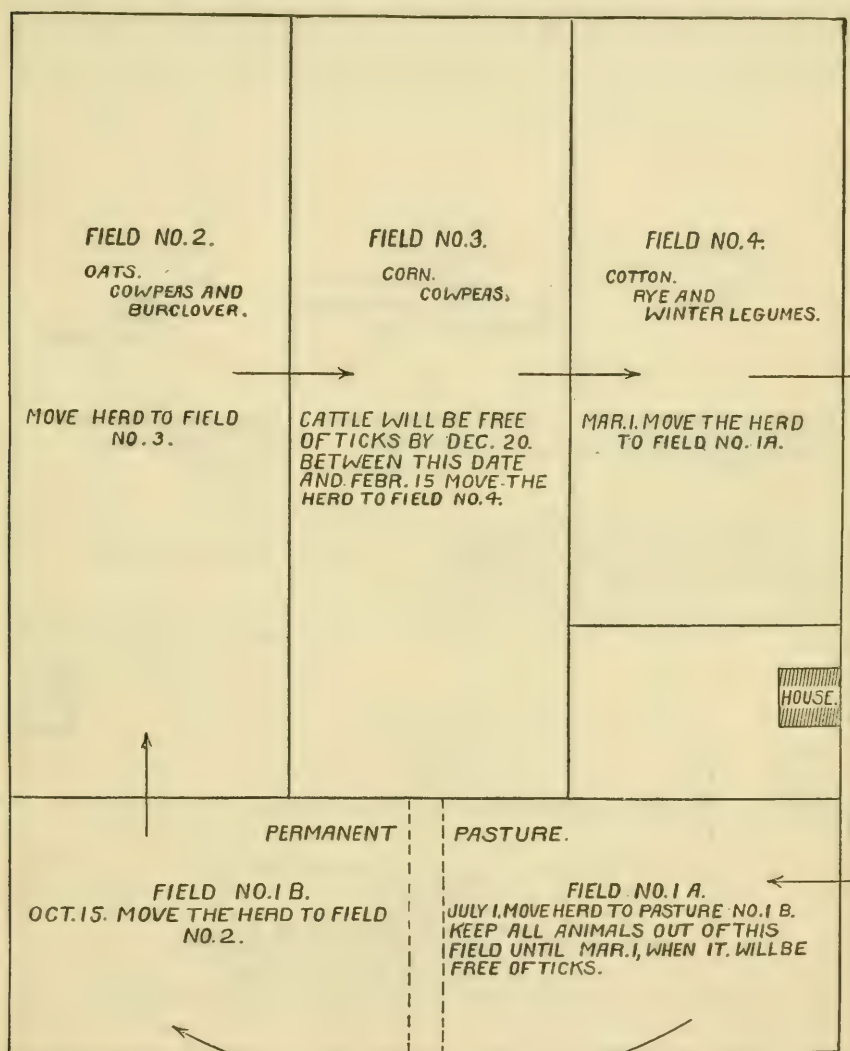 FIELD NO. 2.
OATS.
COWPEAS AND
BURCLOVER.
MOVE HERD TO FIELD
NO. 3.
FIELD NO. 3.
CORN.
COWPEAS,
CATTLE WILL BE FREE
OF TICKS BY DEC. 20.
BETWEEN THIS DATE
AND FEBR. 15 MOVE THE
HERD TO FIELD NO. 4.
FIELD NO. 4.
COTTON.
RYE AND
WINTER LEGUMES.
MAR. 1. MOVE THE HERD
TO FIELD NO. 1A.
HOUSE.
PERMANENT PASTURE.
FIELD NO. 1 B.
OCT. 15. MOVE THE HERD TO FIELD
NO. 2.
FIELD NO. 1 A.
JULY 1. MOVE HERD TO PASTURE NO. 1 B.
KEEP ALL ANIMALS OUT OF THIS
FIELD UNTIL MAR. 1, WHEN IT. WILL BE
FREE OF TICKS.